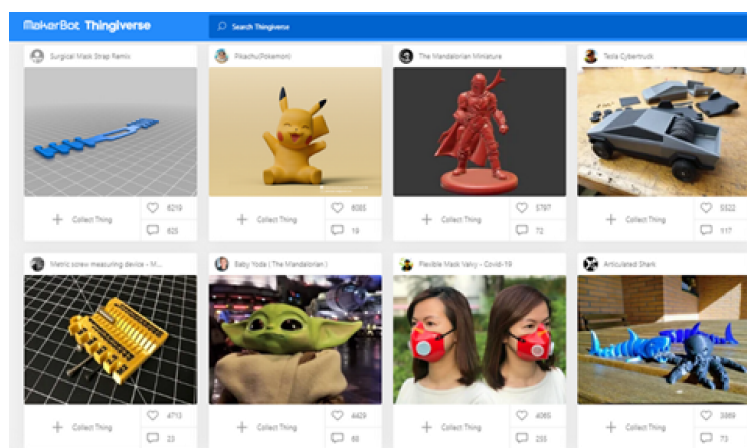 MakerBot Thingiverse
Search Thingiverse
Surgical Mask Strap Remix
Pikachu(Pokemon)
The Mandalorian Miniature
Tesla Cybertruck
Collect Thing
6219
625
Collect Thing
8085
19
Collect Thing
5797
72
Collect Thing
5522
117
Metric screw measuring device - M...
Baby Yoda ( The Mandalorian )
Flexible Mask Valvy - Covid-19
Articulated Shark
Collect Thing
4713
23
Collect Thing
4429
60
Collect Thing
4065
255
Collect Thing
3869
73